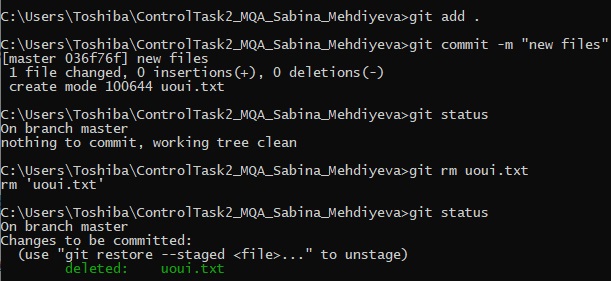 C:\Users\Toshiba\ControlTask2_MQA_Sabina_Mehdiyeva>git add .
C:\Users\Toshiba\ControlTask2_MQA_Sabina_Mehdiyeva>git commit -m "new files"
[master 036f76f] new files
 1 file changed, 0 insertions(+), 0 deletions(-)
 create mode 100644 uoui.txt
C:\Users\Toshiba\ControlTask2_MQA_Sabina_Mehdiyeva>git status
On branch master
nothing to commit, working tree clean
C:\Users\Toshiba\ControlTask2_MQA_Sabina_Mehdiyeva>git rm uoui.txt
rm 'uoui.txt'
C:\Users\Toshiba\ControlTask2_MQA_Sabina_Mehdiyeva>git status
On branch master
Changes to be committed:
  (use "git restore --staged <file>..." to unstage)
        deleted:    uoui.txt